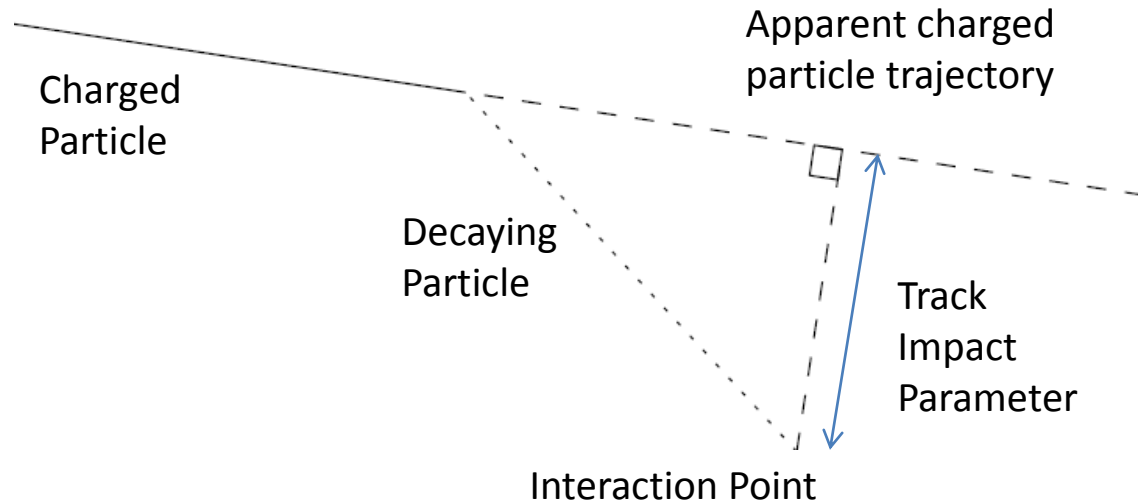 Apparent charged
particle trajectory
Charged
Particle
Decaying
Particle
Track
Impact
Parameter
Interaction Point